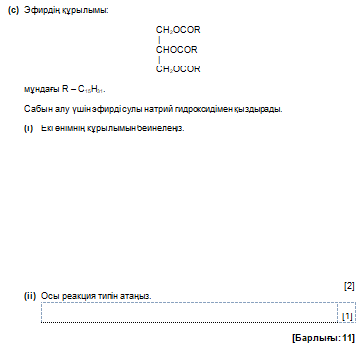 (c) Эфирдің құрылымы:
CH₂OCOR
|
CHOCOR
|
CH₂OCOR
мұндағы R – C₁₅H₃₁.
Сабын алу үшін эфирді сулы натрий гидроксидімен қыздырады.
(i) Екі өнімнің құрылымын бейнелеңіз.
[2]
(ii) Осы реакция типін атаңыз.
[1]
[Барлығы: 11]